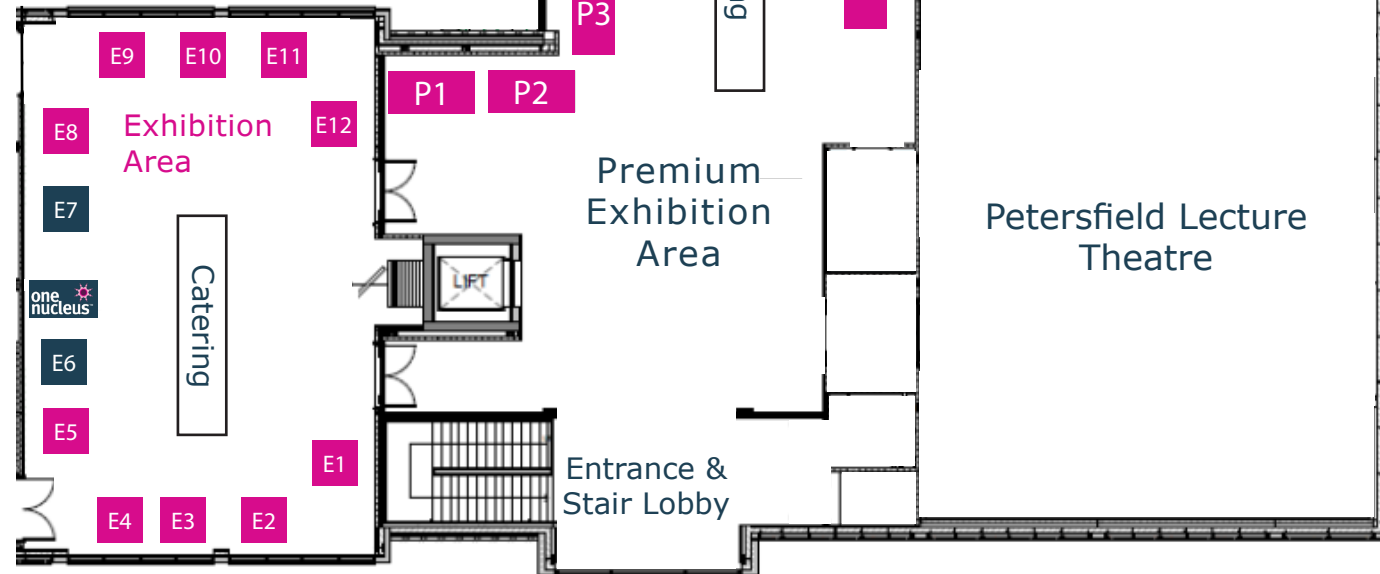 P3
g
E9
E10
E11
P1
P2
E8
Exhibition
Area
E12
E7
Premium
Exhibition
Area
Petersfield Lecture
Theatre
one
nucleus
Catering
LIFT
E6
E5
E1
Entrance &
Stair Lobby
E4
E3
E2